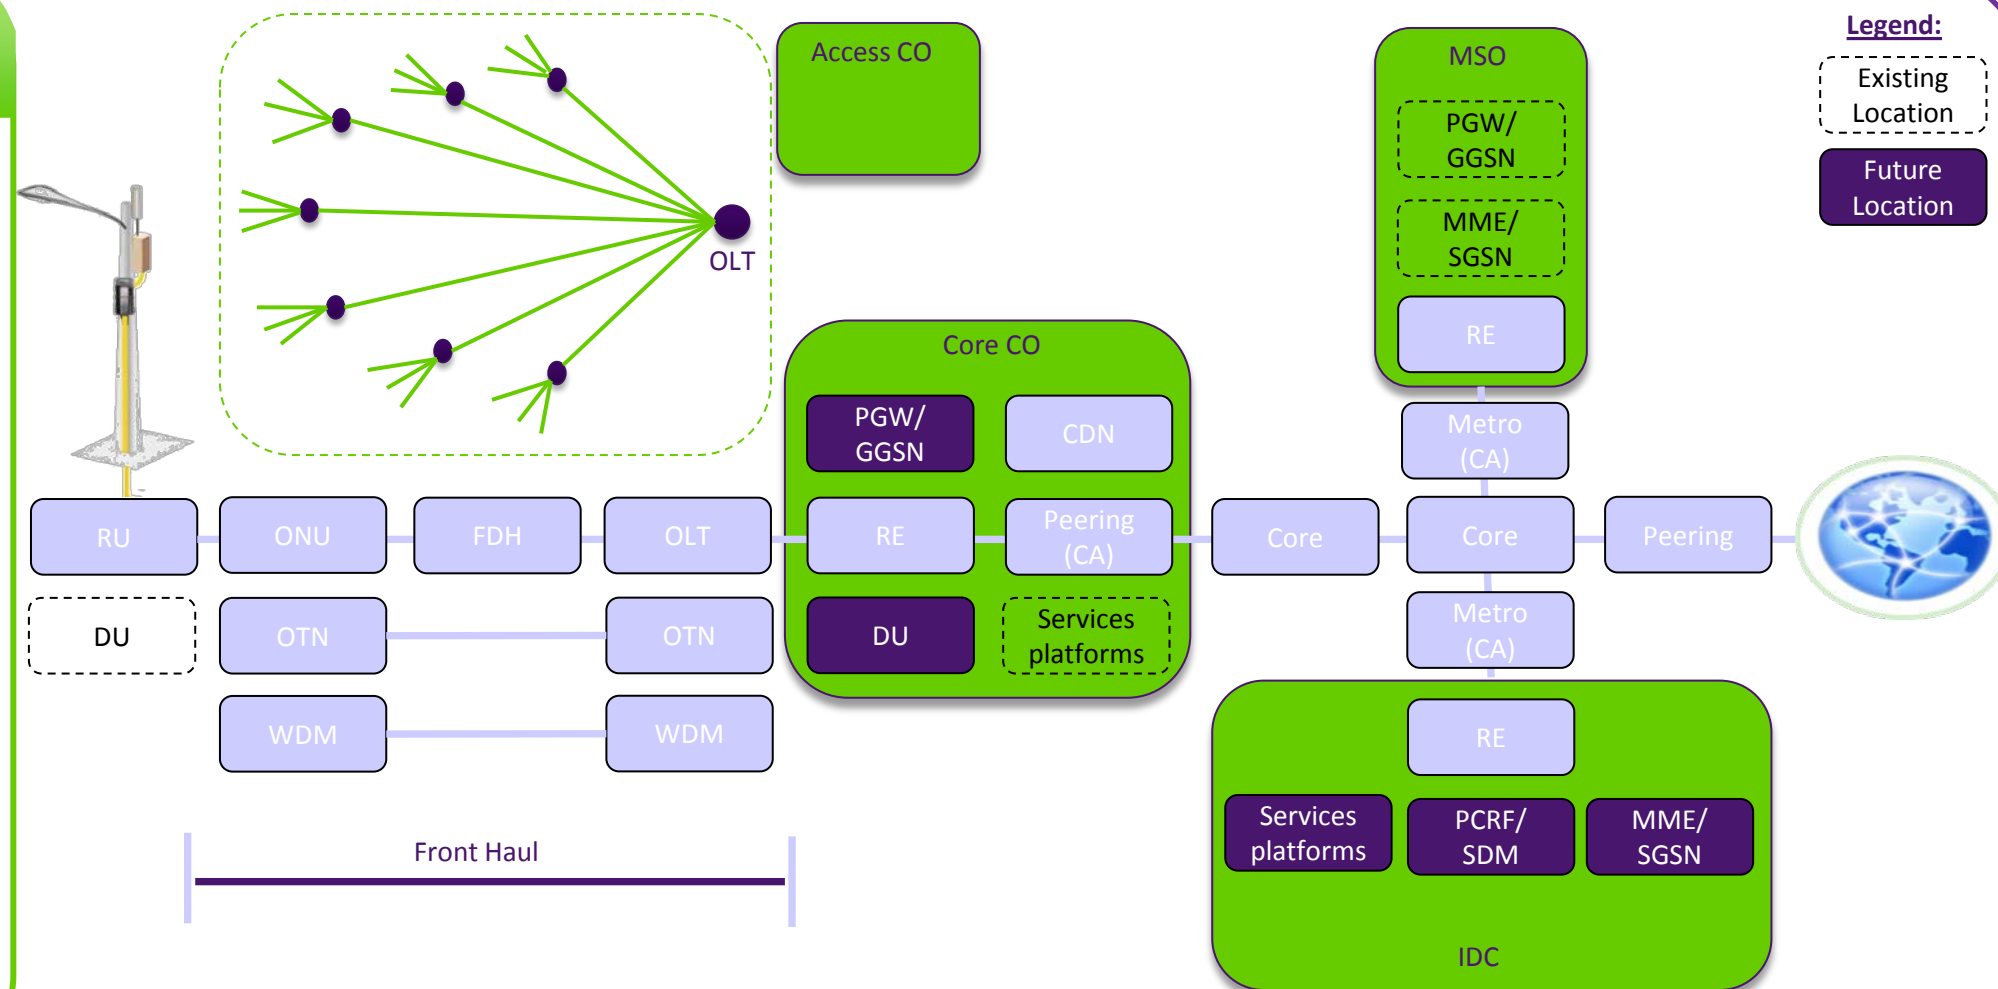 Legend:
Existing
Location
Future
Location
Access CO
OLT
MSO
PGW/
GGSN
MME/
SGSN
RE
Metro
(CA)
Core CO
PGW/
GGSN
CDN
RU
ONU
FDH
OLT
RE
Peering
(CA)
Core
Core
Peering
DU
OTN
OTN
DU
Services
platforms
Metro
(CA)
WDM
WDM
RE
Front Haul
Services
platforms
PCRF/
SDM
MME/
SGSN
IDC